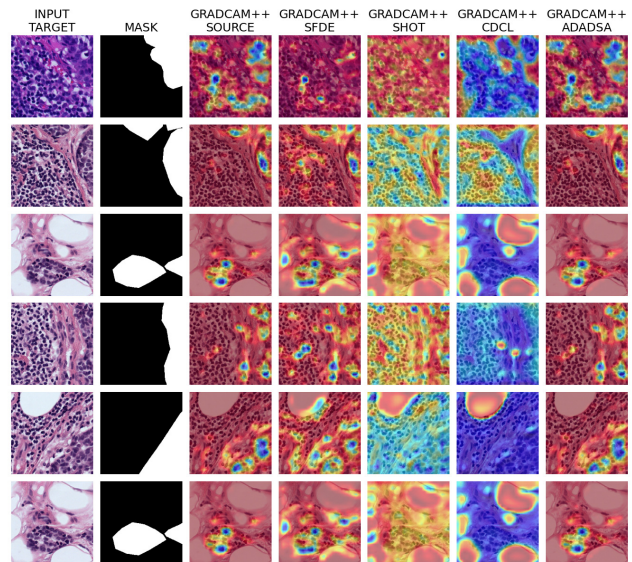 INPUT
TARGET
MASK
GRADCAM++
SOURCE
GRADCAM++
SFDE
GRADCAM++
SHOT
GRADCAM++
CDCL
GRADCAM++
ADADSA